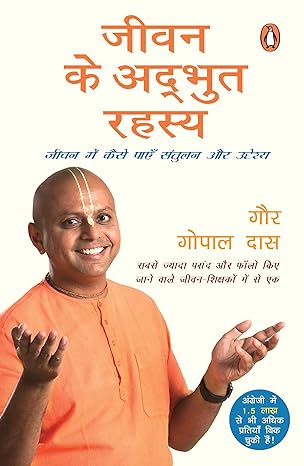 जीवन
के अद्भुत
रहस्य
जीवन में कैसे पाएँ संतुलन और उद्देश्य
गौर
गोपाल दास
सबसे ज्यादा पसंद और फॉलो किए
जाने वाले जीवन-शिक्षकों में से एक
अंग्रेजी में
1.5 लाख
से भी अधिक
प्रतियाँ बिक
चुकी हैं!